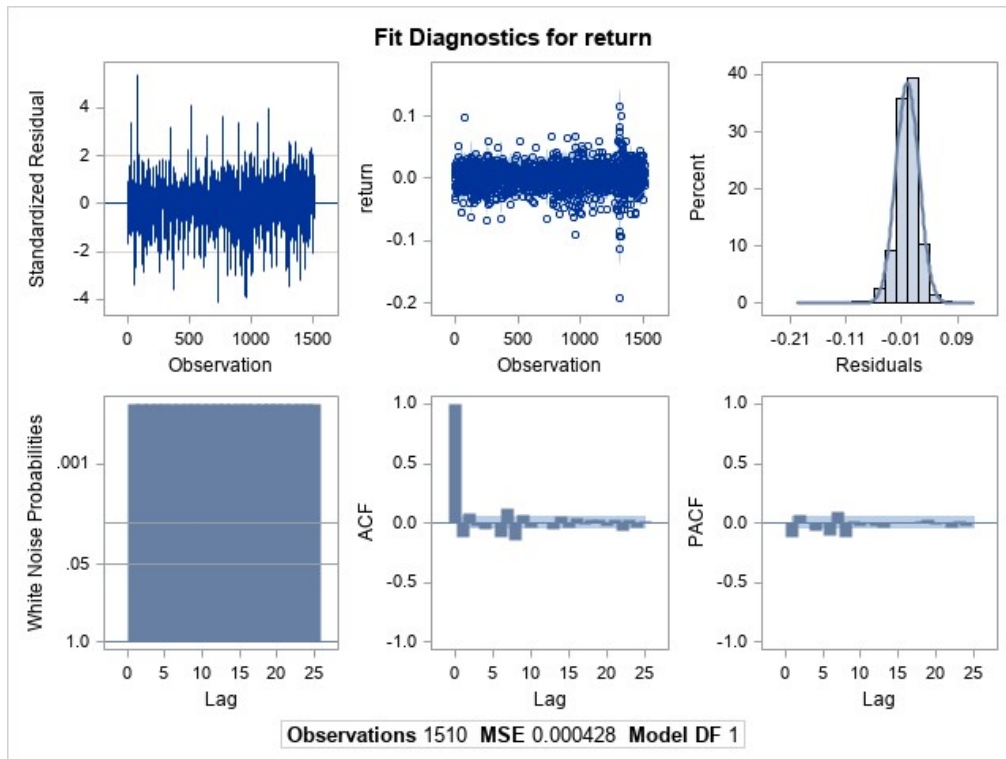 Fit Diagnostics for return
Standardized Residual
4
2
0
-2
-4
0 500 1000 1500
Observation
return
0.1
0.0
-0.1
-0.2
0 500 1000 1500
Observation
Percent
40
30
20
10
0
-0.21 -0.11 -0.01 0.09
Residuals
White Noise Probabilities
.001
.05
1.0
0 5 10 15 20 25
Lag
ACF
1.0
0.5
0.0
-0.5
-1.0
0 5 10 15 20 25
Lag
PACF
1.0
0.5
0.0
-0.5
-1.0
0 5 10 15 20 25
Lag
Observations 1510 MSE 0.000428 Model DF 1